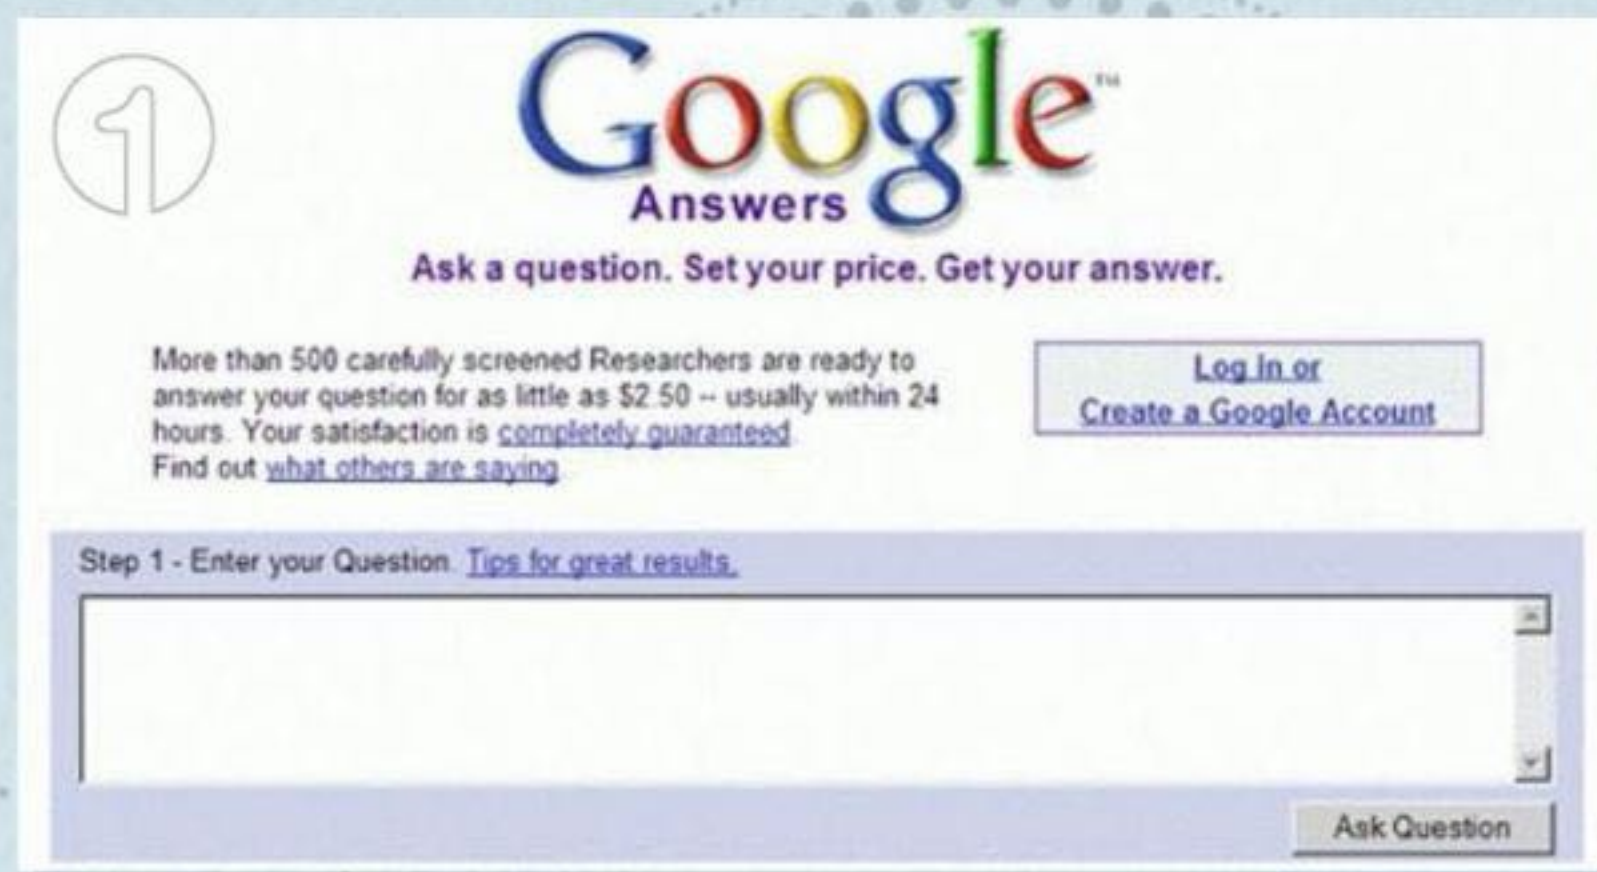 1
Google™
Answers
Ask a question. Set your price. Get your answer.
More than 500 carefully screened Researchers are ready to
answer your question for as little as $2.50 -- usually within 24
hours. Your satisfaction is completely guaranteed.
Find out what others are saying.
Log in or
Create a Google Account
Step 1 - Enter your Question. Tips for great results.
Ask Question